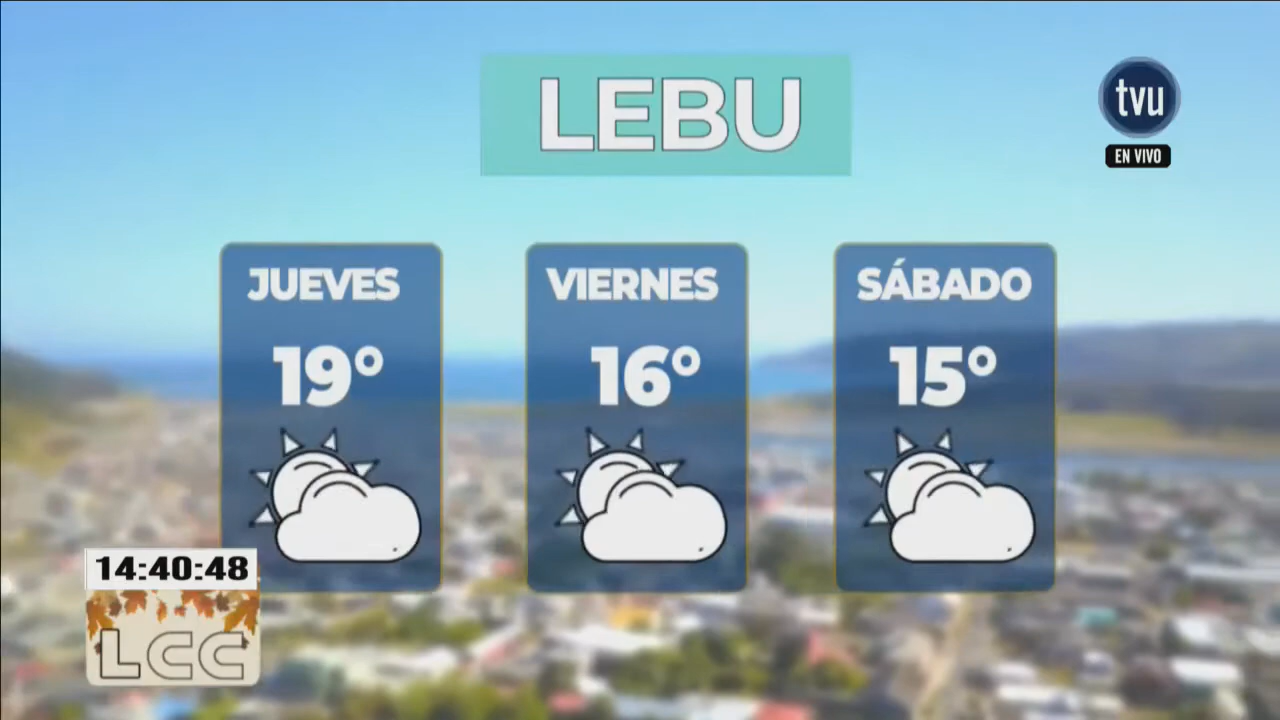 LEBU
tvu
EN VIVO
JUEVES
VIERNES
SÁBADO
19°
16°
15°
14:40:48
LCC